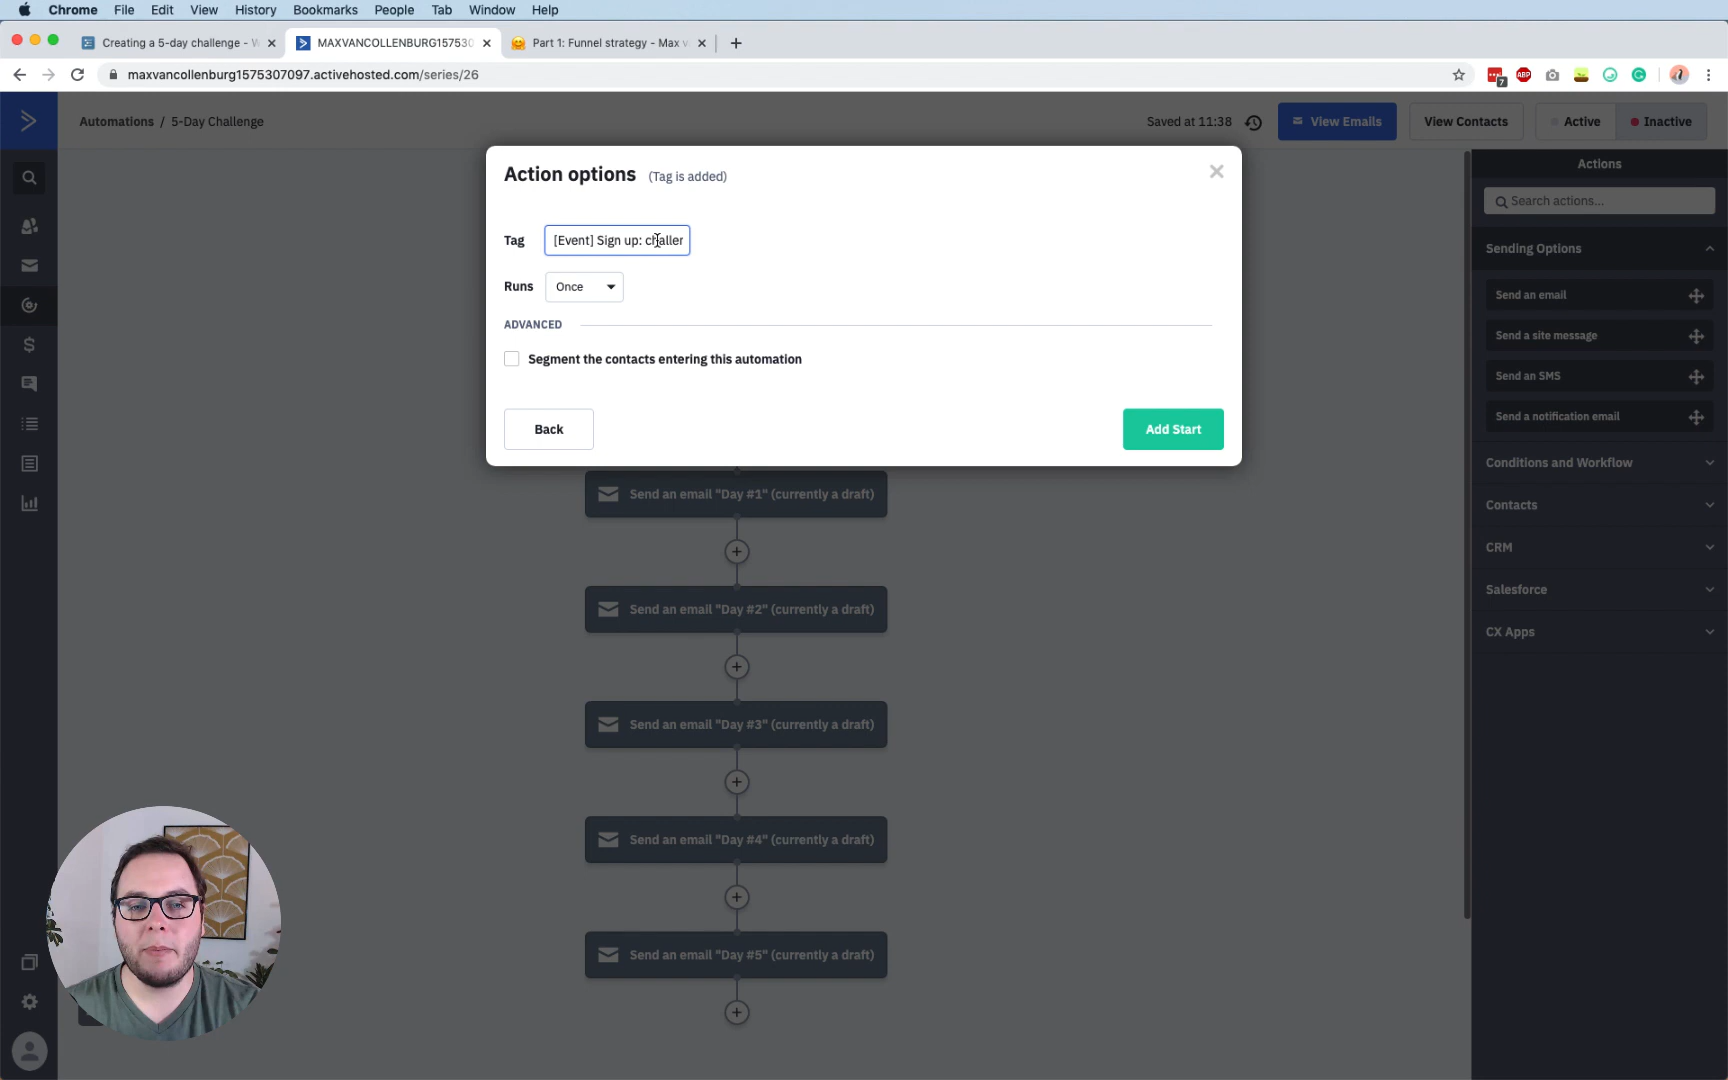 Chrome File Edit View History Bookmarks People Tab Window Help
Creating a 5-day challenge - W
MAXVANCOLLENBURG157530
Part 1: Funnel strategy - Max v
maxvancollenburg1575307097.activehosted.com/series/26
7
ABP
Automations / 5-Day Challenge
Saved at 11:38
View Emails
View Contacts
Active
Inactive
Action options (Tag is added)
Tag
[Event] Sign up: challen
Runs
Once
ADVANCED
Segment the contacts entering this automation
Back
Add Start
Send an email "Day #1" (currently a draft)
Send an email "Day #2" (currently a draft)
Send an email "Day #3" (currently a draft)
Send an email "Day #4" (currently a draft)
Send an email "Day #5" (currently a draft)
Actions
Search actions...
Sending Options
Send an email
Send a site message
Send an SMS
Send a notification email
Conditions and Workflow
Contacts
CRM
Salesforce
CX Apps